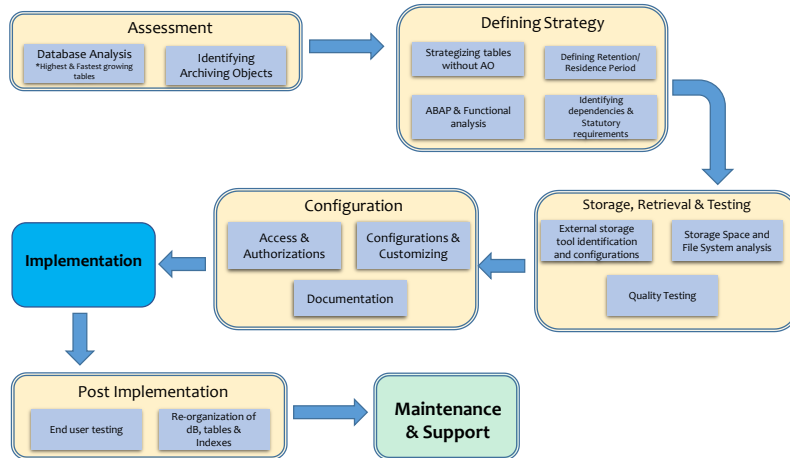 Assessment
Database Analysis
*Highest & Fastest growing
tables
Identifying
Archiving Objects
Defining Strategy
Strategizing tables
without AO
Defining Retention/
Residence Period
ABAP & Functional
analysis
Identifying
dependencies &
Statutory
requirements
Storage, Retrieval & Testing
External storage
tool identification
and configurations
Storage Space and
File System analysis
Quality Testing
Configuration
Access &
Authorizations
Configurations &
Customizing
Documentation
Implementation
Post Implementation
End user testing
Re-organization of
dB, tables &
Indexes
Maintenance
& Support